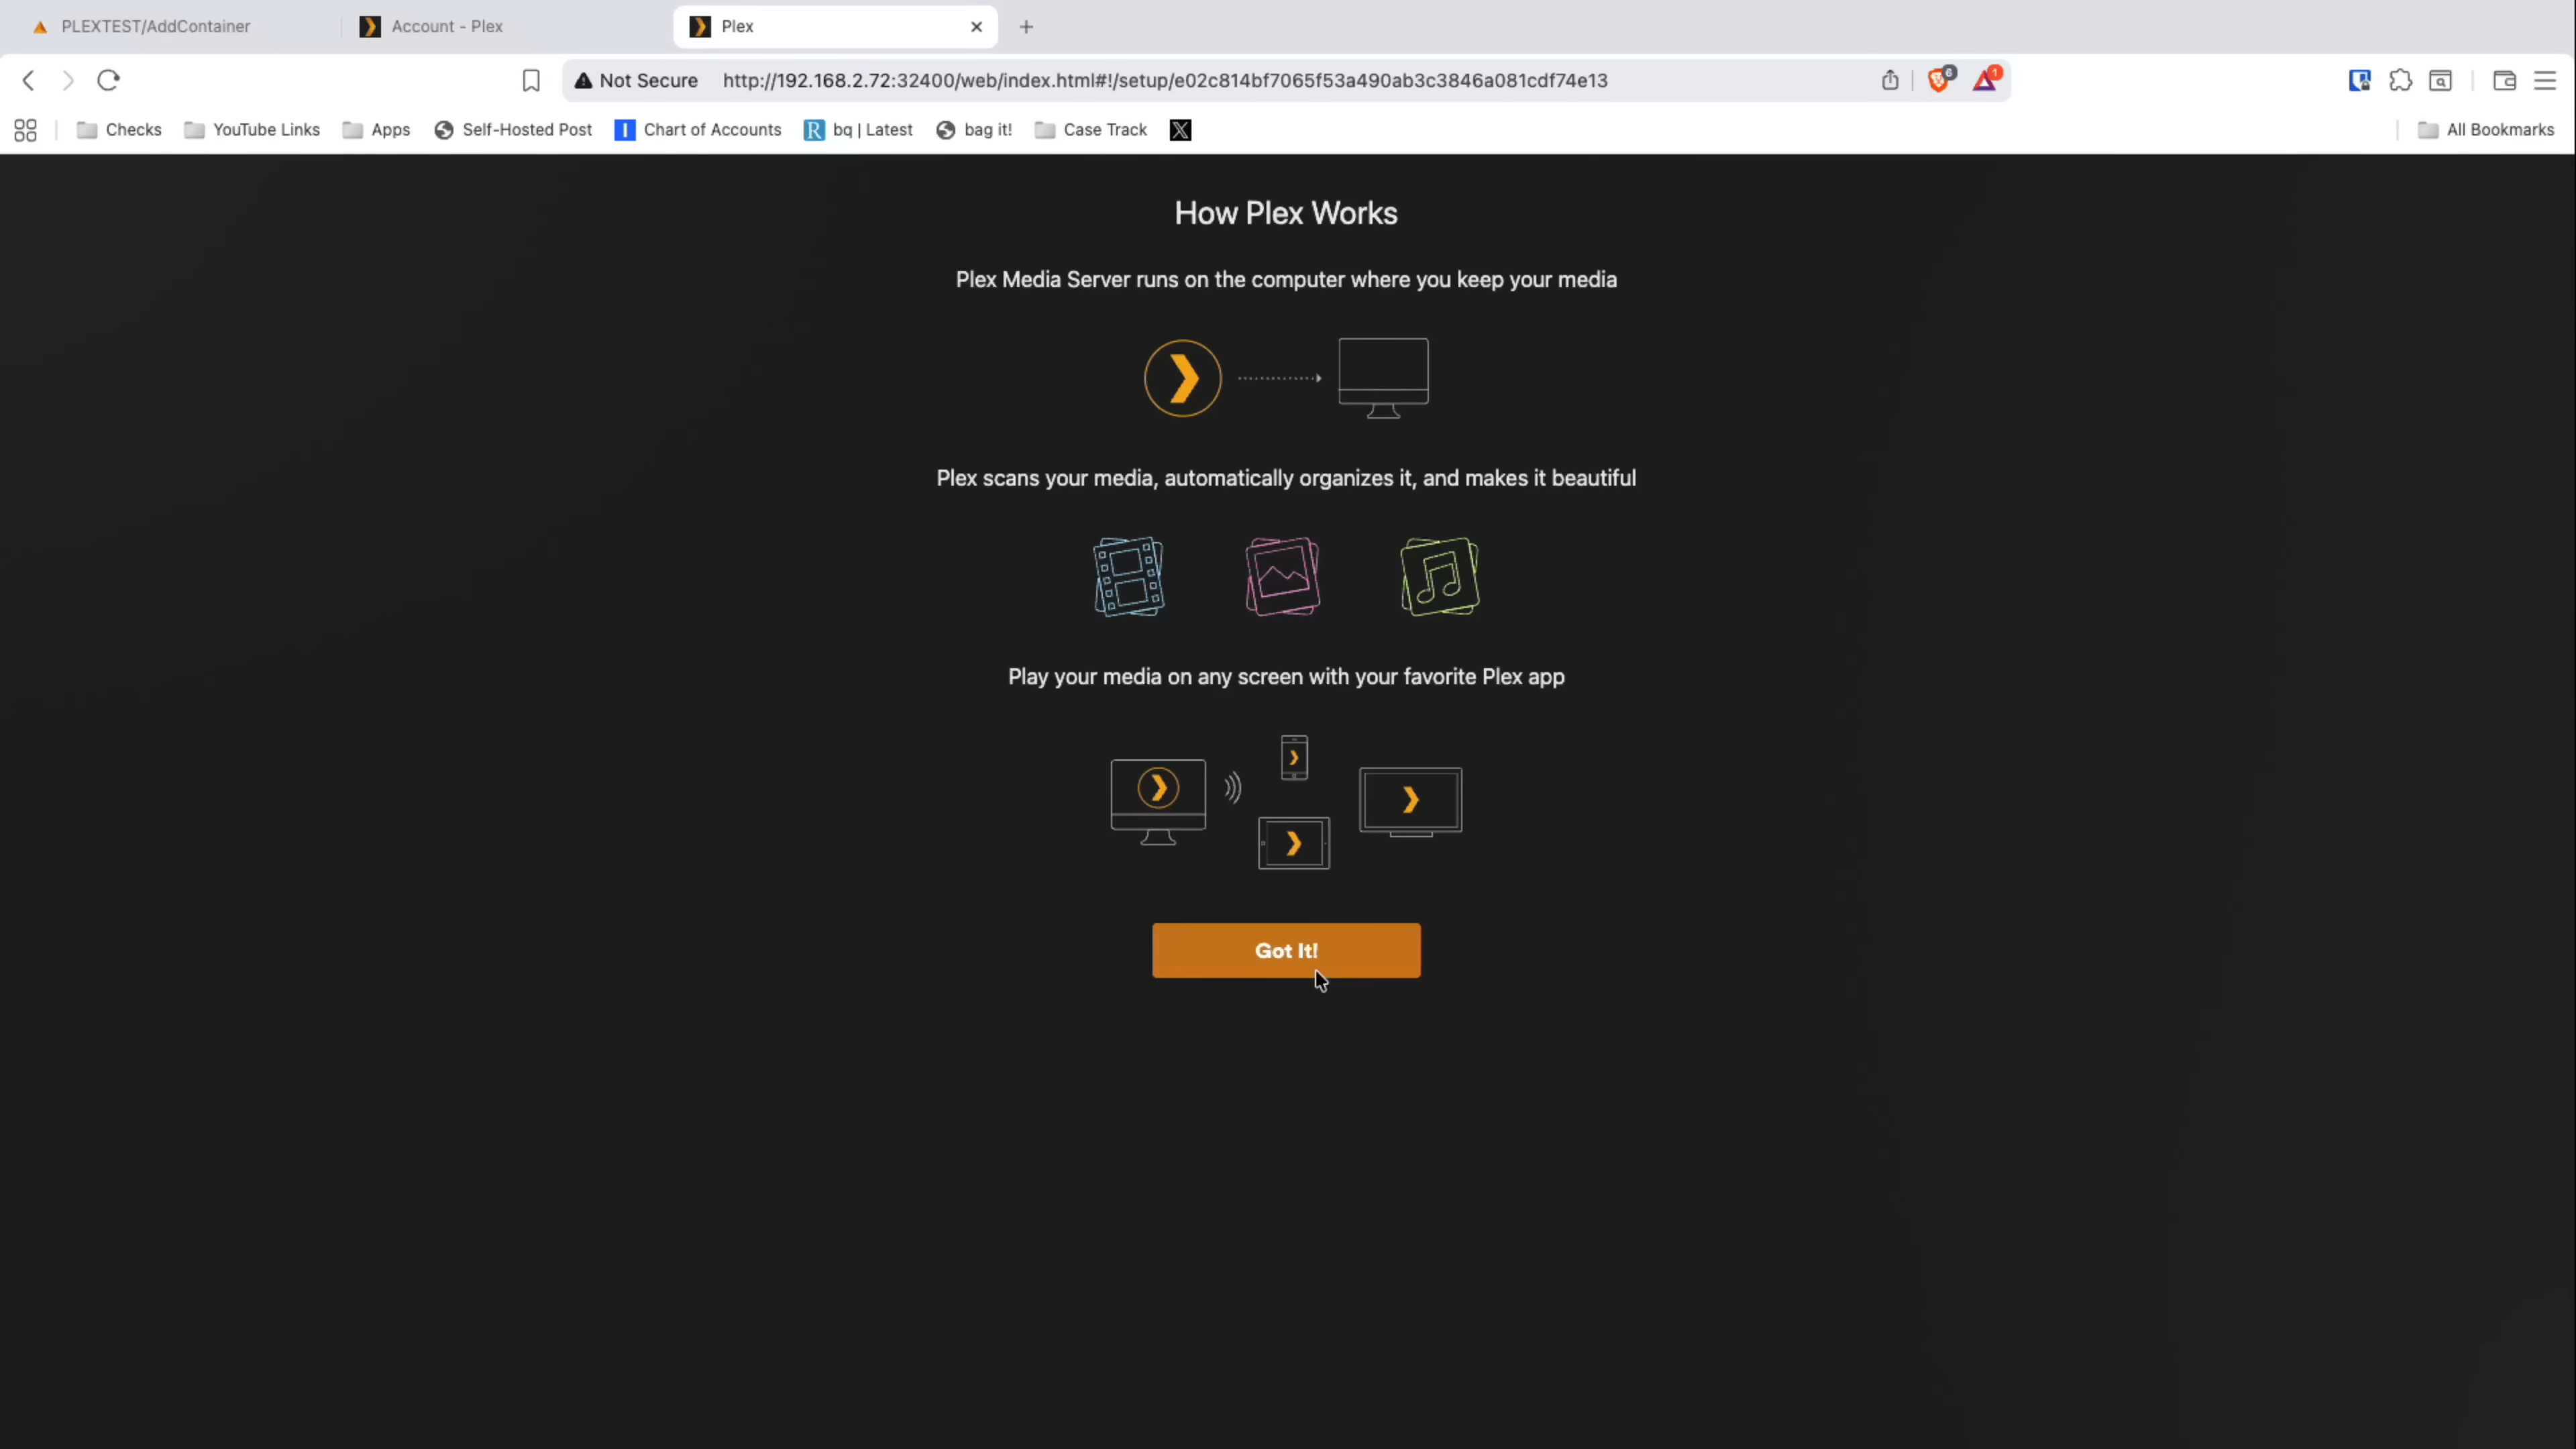 PLEXTEST/AddContainer
Account - Plex
Plex
Not Secure http://192.168.2.72:32400/web/index.html#!/setup/e02c814bf7065f53a490ab3c3846a081cdf74e13
6
1
Checks YouTube Links Apps Self-Hosted Post Chart of Accounts bq | Latest bag it! Case Track All Bookmarks
How Plex Works
Plex Media Server runs on the computer where you keep your media
Plex scans your media, automatically organizes it, and makes it beautiful
Play your media on any screen with your favorite Plex app
Got It!